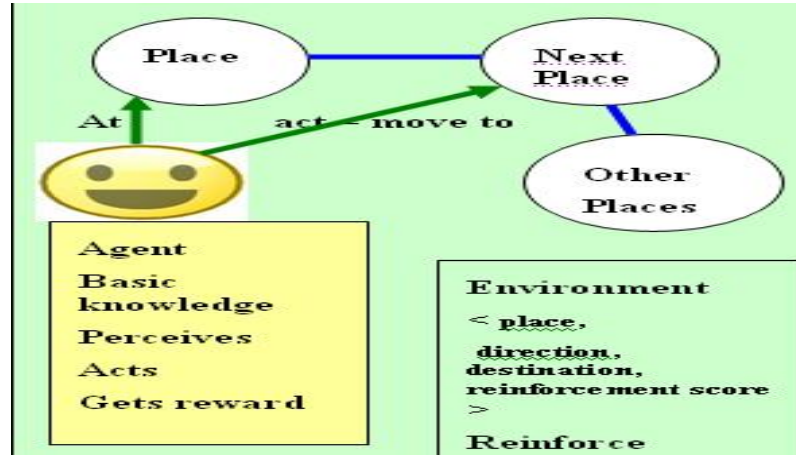 Place
Next
Place
At
act – move to
Other
Places
Agent
Basic
knowledge
Perceives
Acts
Gets reward
Environment
< place,
direction,
destination,
reinforcement score
>
Reinforce